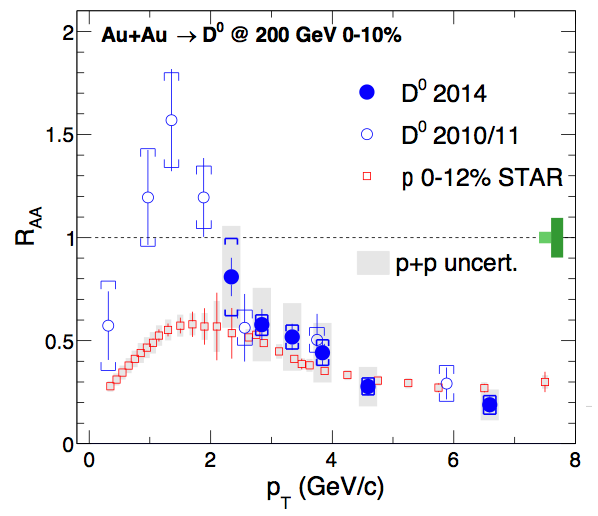 Au+Au → D⁰ @ 200 GeV 0-10%
D⁰ 2014
D⁰ 2010/11
p 0-12% STAR
p+p uncert.
R_AA
2
1.5
1
0.5
0
0 2 4 6 8
p_T (GeV/c)